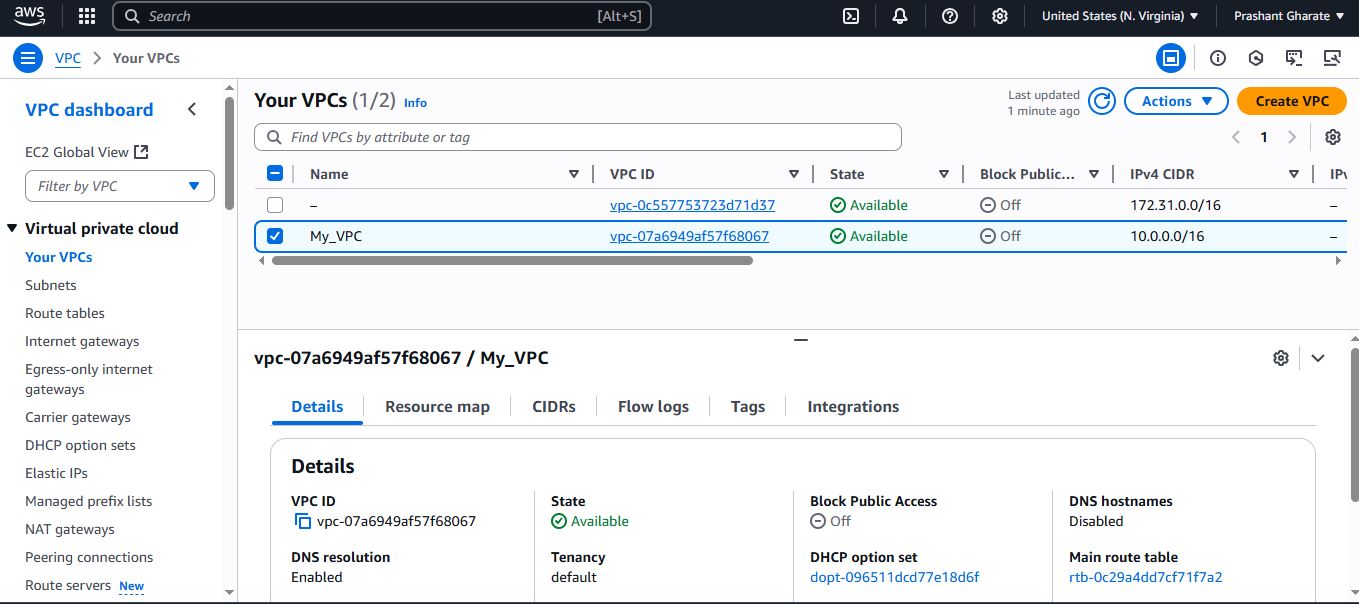 aws Search [Alt+S] United States (N. Virginia) Prashant Gharate
VPC Your VPCs
VPC dashboard
EC2 Global View
Filter by VPC
Virtual private cloud
Your VPCs
Subnets
Route tables
Internet gateways
Egress-only internet
gateways
Carrier gateways
DHCP option sets
Elastic IPs
Managed prefix lists
NAT gateways
Peering connections
Route servers New
Your VPCs (1/2) Info
Last updated
1 minute ago
Actions
Create VPC
Find VPCs by attribute or tag
1
Name VPC ID State Block Public... IPv4 CIDR IPv
– vpc-0c557753723d71d37 Available Off 172.31.0.0/16 –
My_VPC vpc-07a6949af57f68067 Available Off 10.0.0.0/16 –
vpc-07a6949af57f68067 / My_VPC
Details Resource map CIDRs Flow logs Tags Integrations
Details
VPC ID
vpc-07a6949af57f68067
State
Available
Block Public Access
Off
DNS hostnames
Disabled
DNS resolution
Enabled
Tenancy
default
DHCP option set
dopt-096511dcd77e18d6f
Main route table
rtb-0c29a4dd7cf71f7a2